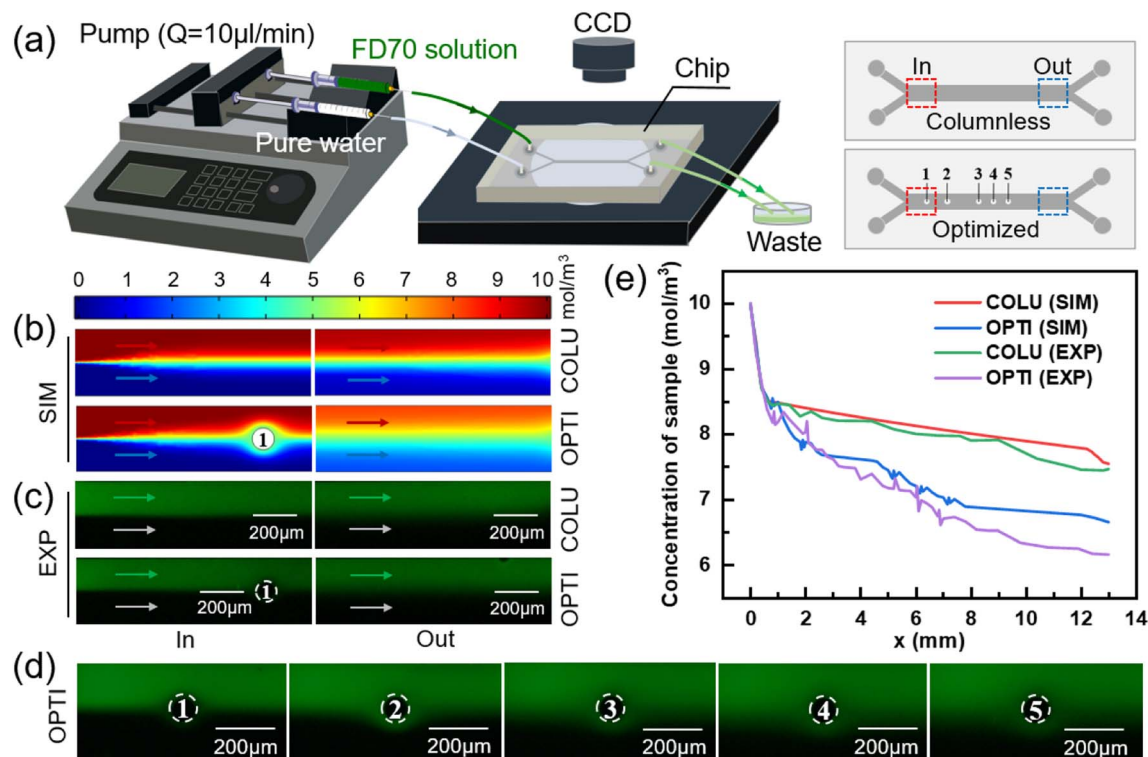 (a)
Pump (Q=10μl/min)
FD70 solution
Pure water
CCD
Chip
Waste
In
Out
Columnless
1 2 3 4 5
Optimized
0 1 2 3 4 5 6 7 8 9 10
mol/m³
(b)
SIM
COLU
1
OPTI
(c)
EXP
200μm
200μm
COLU
200μm
1
200μm
OPTI
In
Out
(d)
OPTI
1
200μm
2
200μm
3
200μm
4
200μm
5
200μm
(e)
Concentration of sample (mol/m³)
10
9
8
7
6
COLU (SIM)
OPTI (SIM)
COLU (EXP)
OPTI (EXP)
0 2 4 6 8 10 12 14
x (mm)